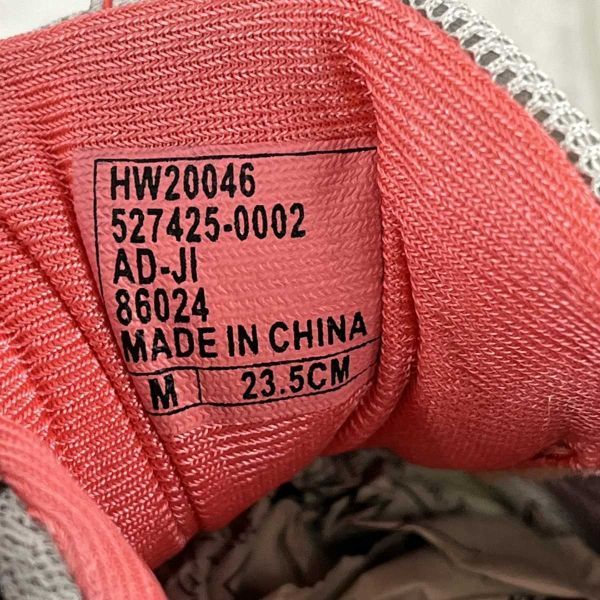 HW20046
527425-0002
AD-JI
86024
MADE IN CHINA
M 23.5CM